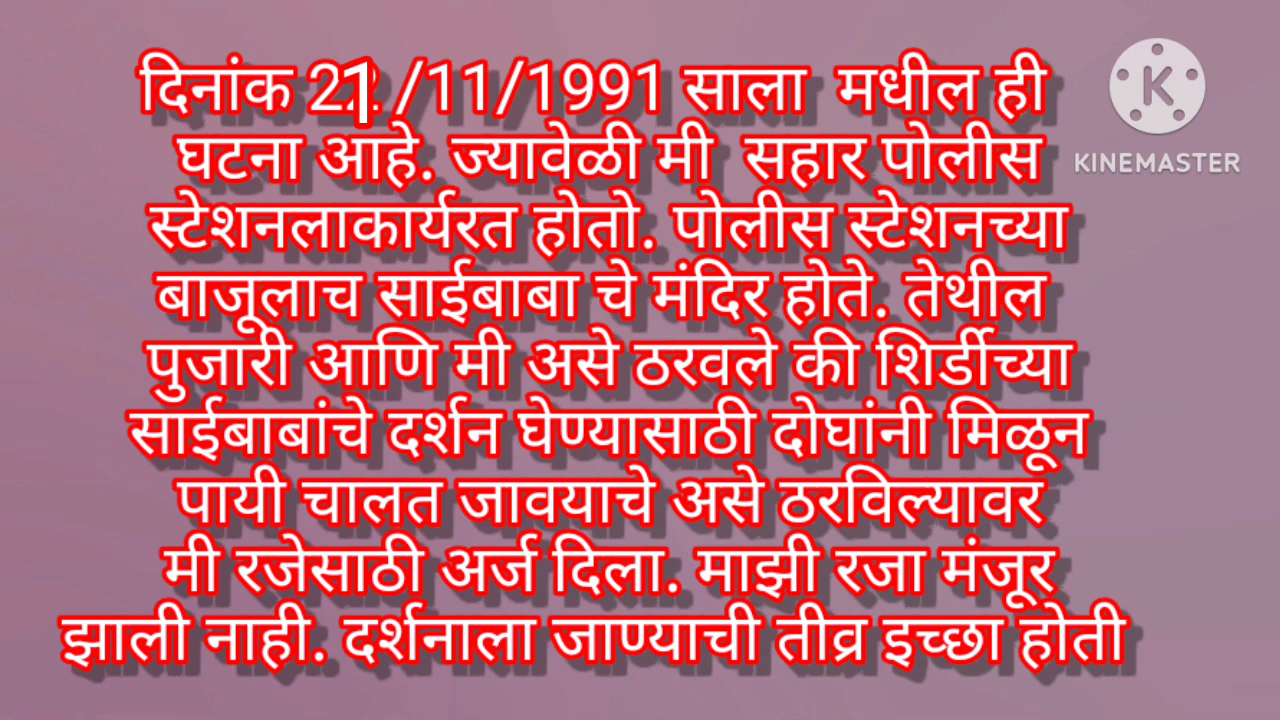 दिनांक 21 /11/1991 साला मधील ही
घटना आहे. ज्यावेळी मी सहार पोलीस
स्टेशनलाकार्यरत होतो. पोलीस स्टेशनच्या
बाजूलाच साईबाबा चे मंदिर होते. तेथील
पुजारी आणि मी असे ठरवले की शिर्डीच्या
साईबाबांचे दर्शन घेण्यासाठी दोघांनी मिळून
पायी चालत जावयाचे असे ठरविल्यावर
मी रजेसाठी अर्ज दिला. माझी रजा मंजूर
झाली नाही. दर्शनाला जाण्याची तीव्र इच्छा होती
K
KINEMASTER